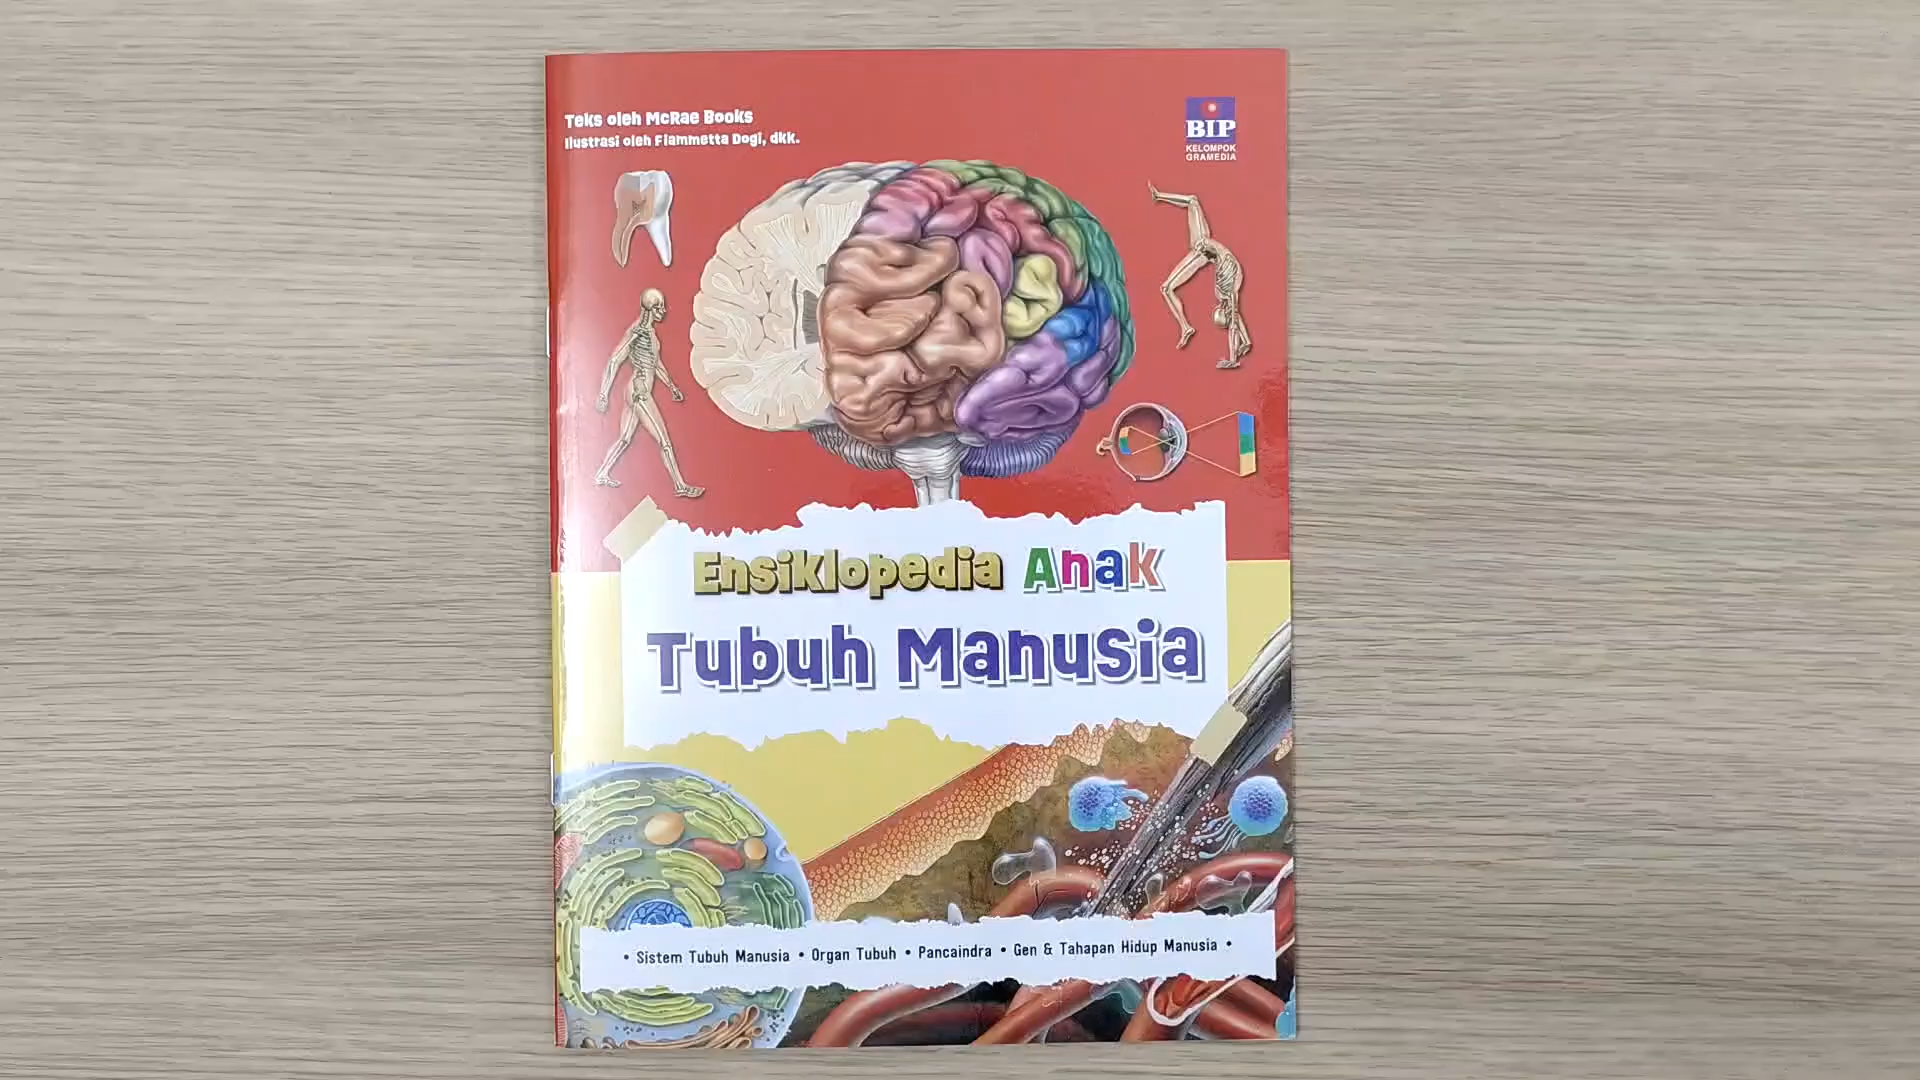 Teks oleh McRae Books
Ilustrasi oleh Fiammetta Dogi, dkk.
BIP
KELOMPOK
GRAMEDIA
Ensiklopedia Anak
Tubuh Manusia
• Sistem Tubuh Manusia • Organ Tubuh • Pancaindra • Gen & Tahapan Hidup Manusia •